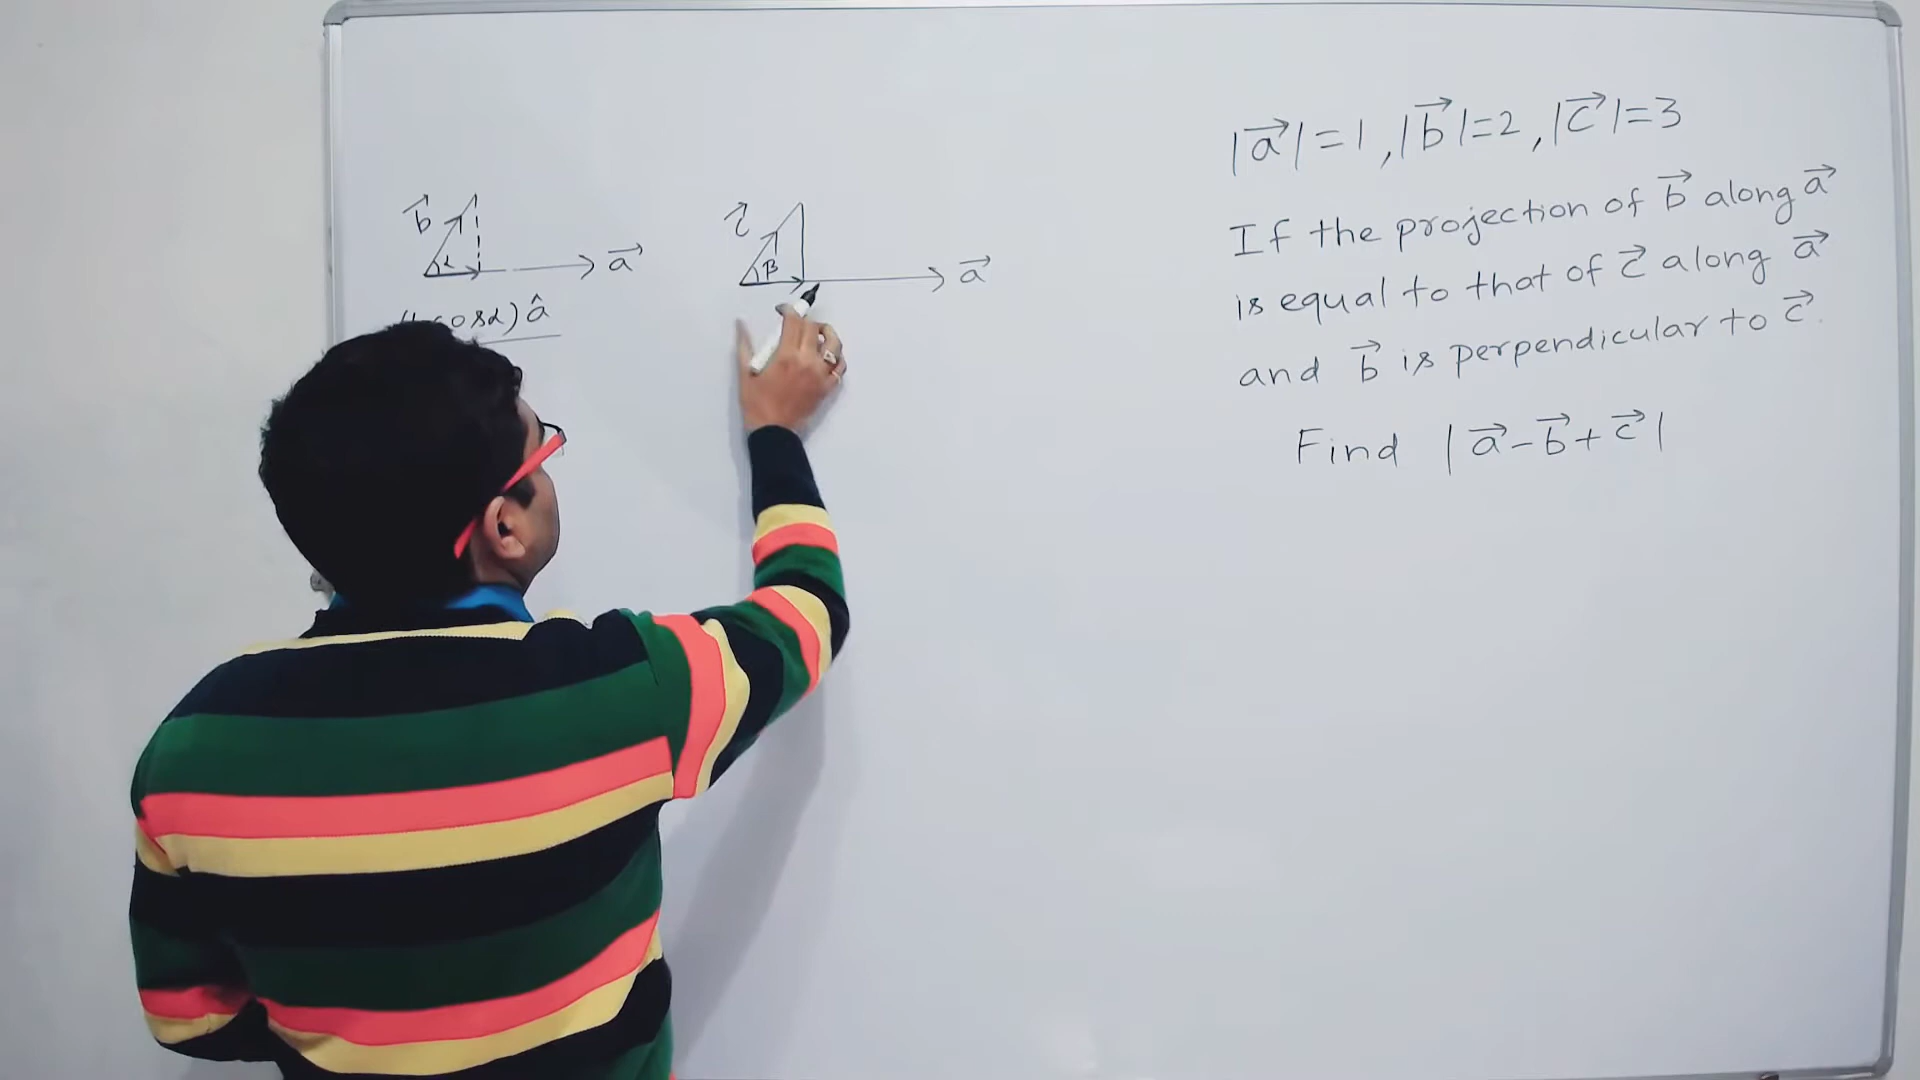 b⃗
α
a⃗
cosα) â
c⃗
β
a⃗
|a⃗| = 1, |b⃗| = 2, |c⃗| = 3
If the projection of b⃗ along a⃗
is equal to that of c⃗ along a⃗
and b⃗ is perpendicular to c⃗.
Find |a⃗ - b⃗ + c⃗|